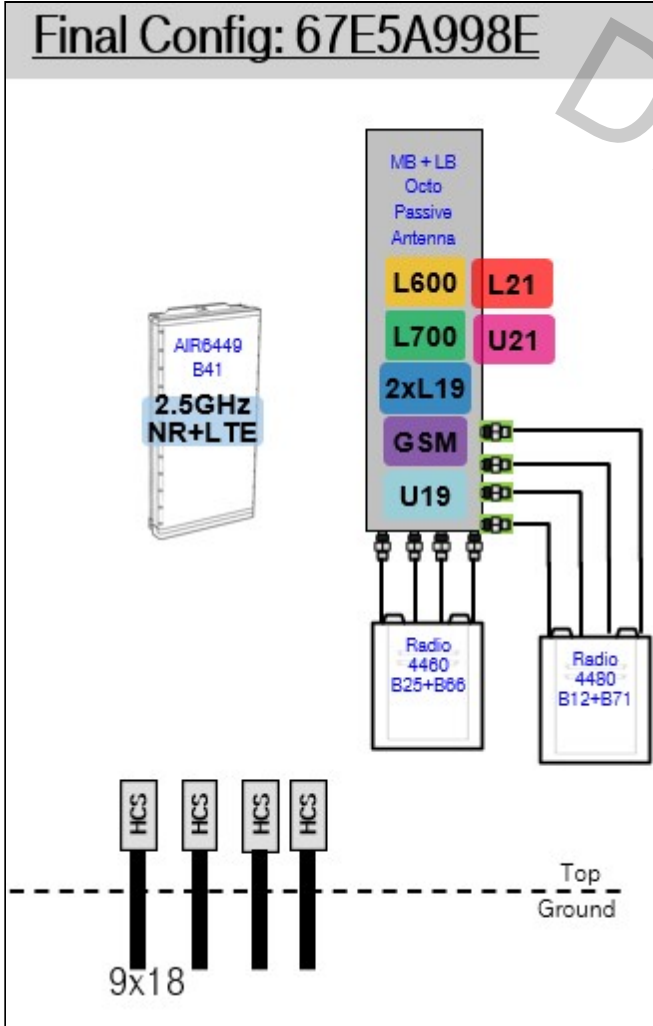 Final Config: 67E5A998E
D
MB + LB
Octo
Passive
Antenna
L600
L21
L700
U21
2xL19
GSM
U19
AIR6449
B41
2.5GHz
NR+LTE
Radio
4460
B25+B66
Radio
4480
B12+B71
HCS
HCS
HCS
HCS
Top
Ground
9x18